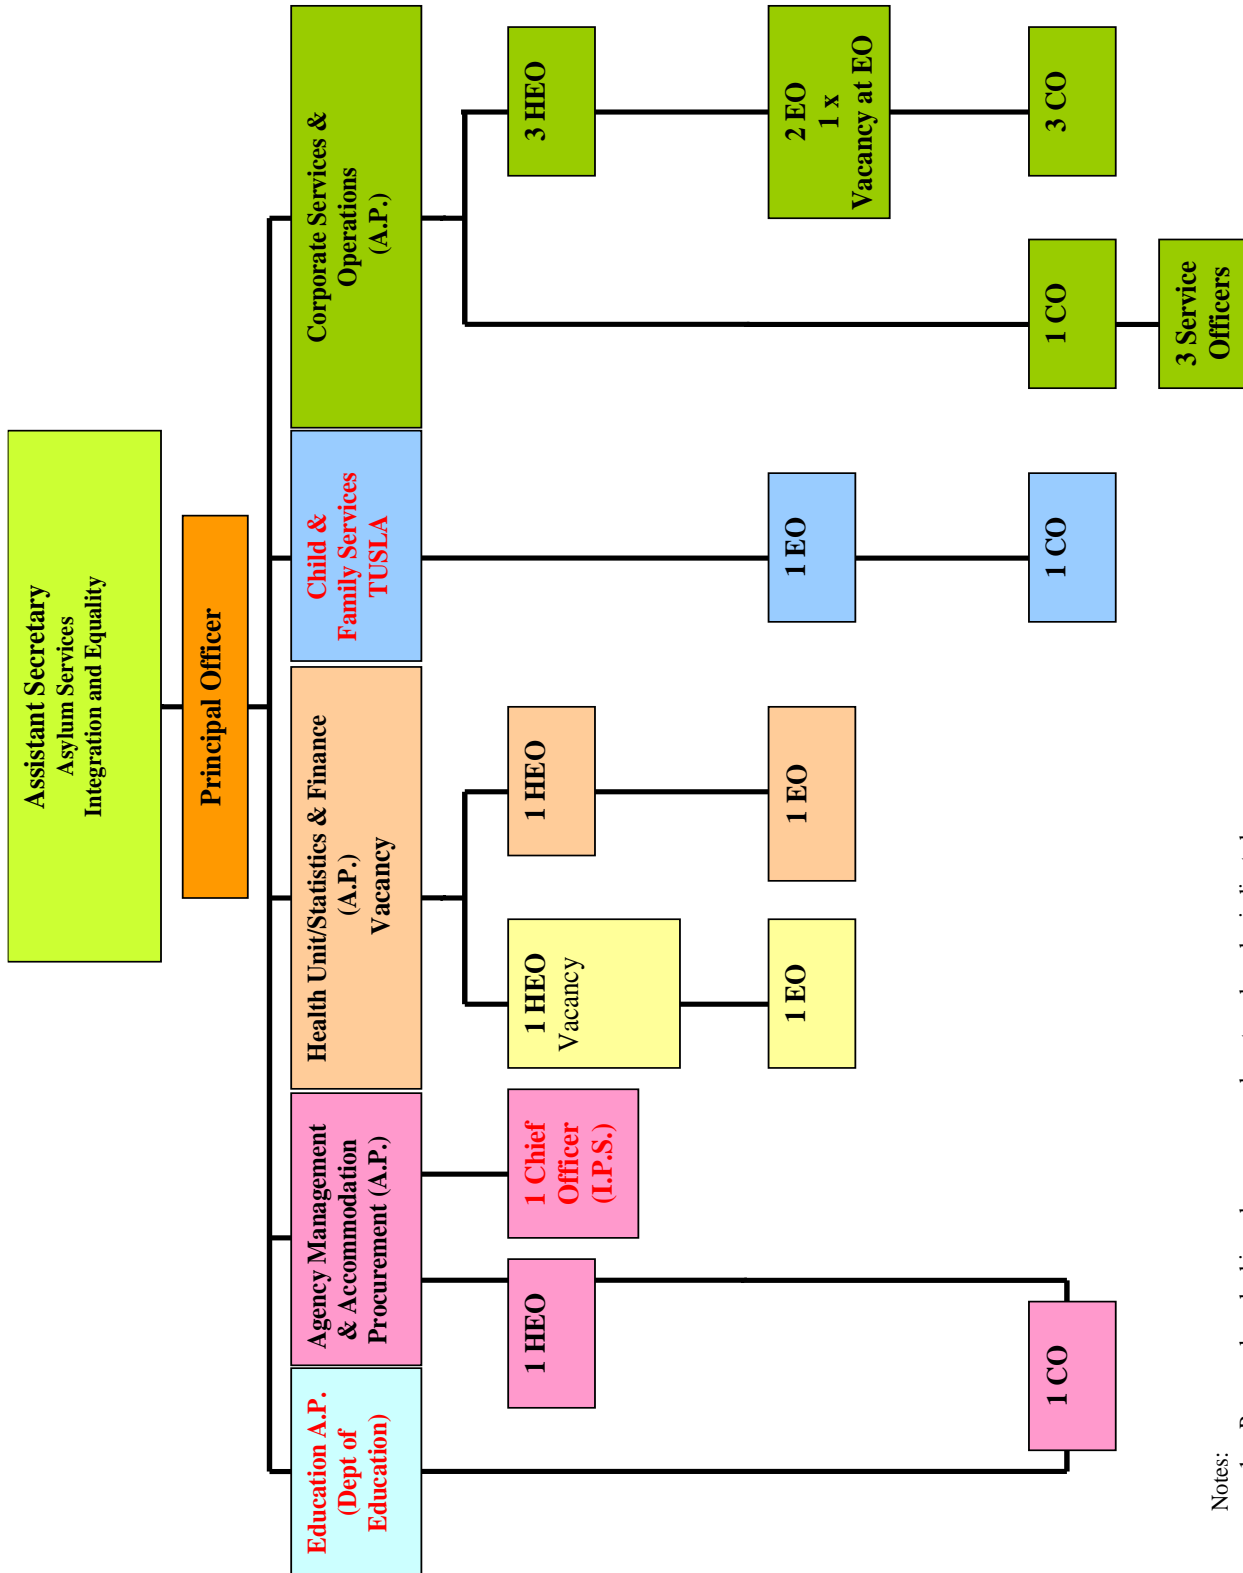 Assistant Secretary
Asylum Services
Integration and Equality
Principal Officer
Education A.P.
(Dept of
Education)
Agency Management
& Accommodation
Procurement (A.P.)
Health Unit/Statistics & Finance
(A.P.)
Vacancy
Child &
Family Services
TUSLA
Corporate Services &
Operations
(A.P.)
1 HEO
1 Chief
Officer
(I.P.S.)
1 HEO
Vacancy
1 HEO
3 HEO
1 EO
1 EO
1 EO
2 EO
1 x
Vacancy at EO
1 CO
1 CO
1 CO
3 CO
3 Service
Officers
Notes: